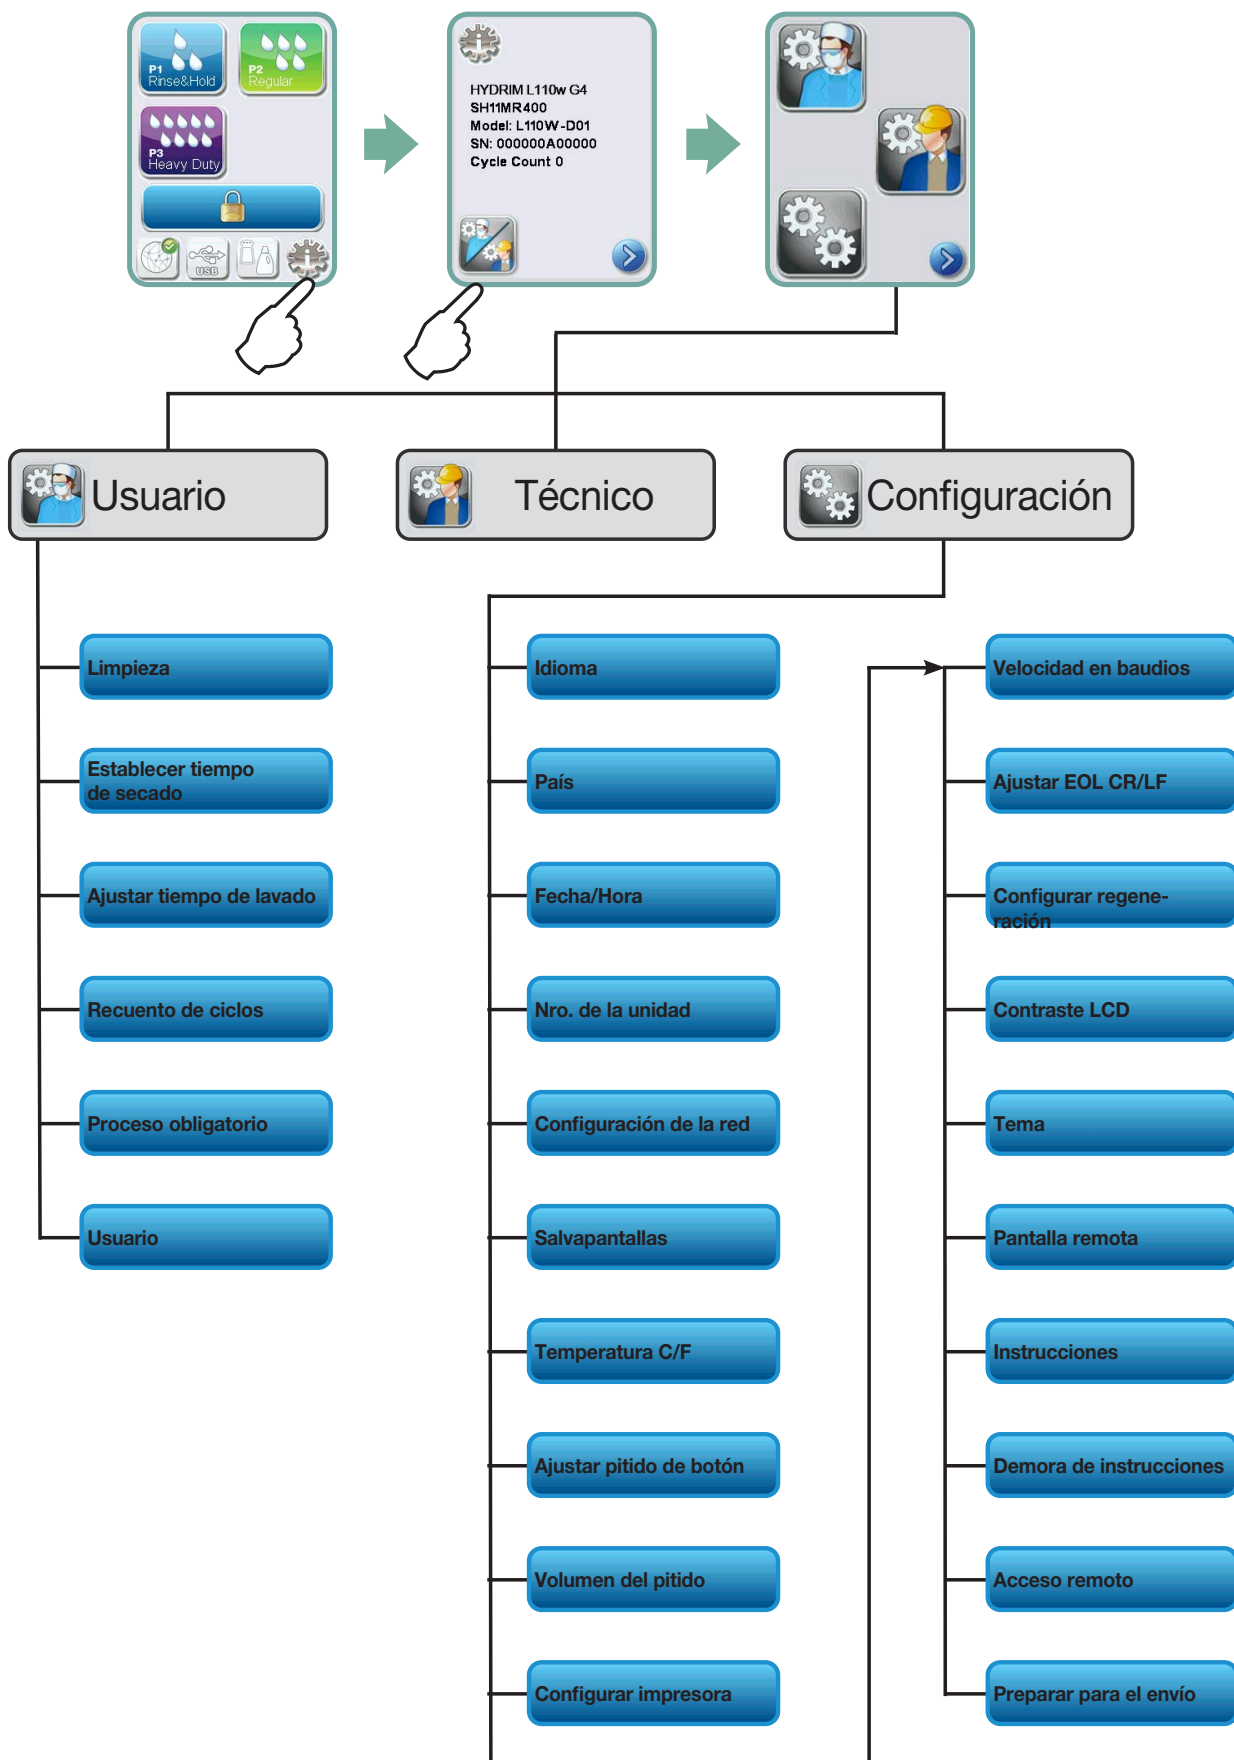 P1
Rinse&Hold
P2
Regular
P3
Heavy Duty
USB
i
i
HYDRIM L110w G4
SH11MR400
Model: L110W-D01
SN: 000000A00000
Cycle Count 0
Usuario
Técnico
Configuración
Limpieza
Establecer tiempo
de secado
Ajustar tiempo de lavado
Recuento de ciclos
Proceso obligatorio
Usuario
Idioma
País
Fecha/Hora
Nro. de la unidad
Configuración de la red
Salvapantallas
Temperatura C/F
Ajustar pitido de botón
Volumen del pitido
Configurar impresora
Velocidad en baudios
Ajustar EOL CR/LF
Configurar regene-
ración
Contraste LCD
Tema
Pantalla remota
Instrucciones
Demora de instrucciones
Acceso remoto
Preparar para el envío